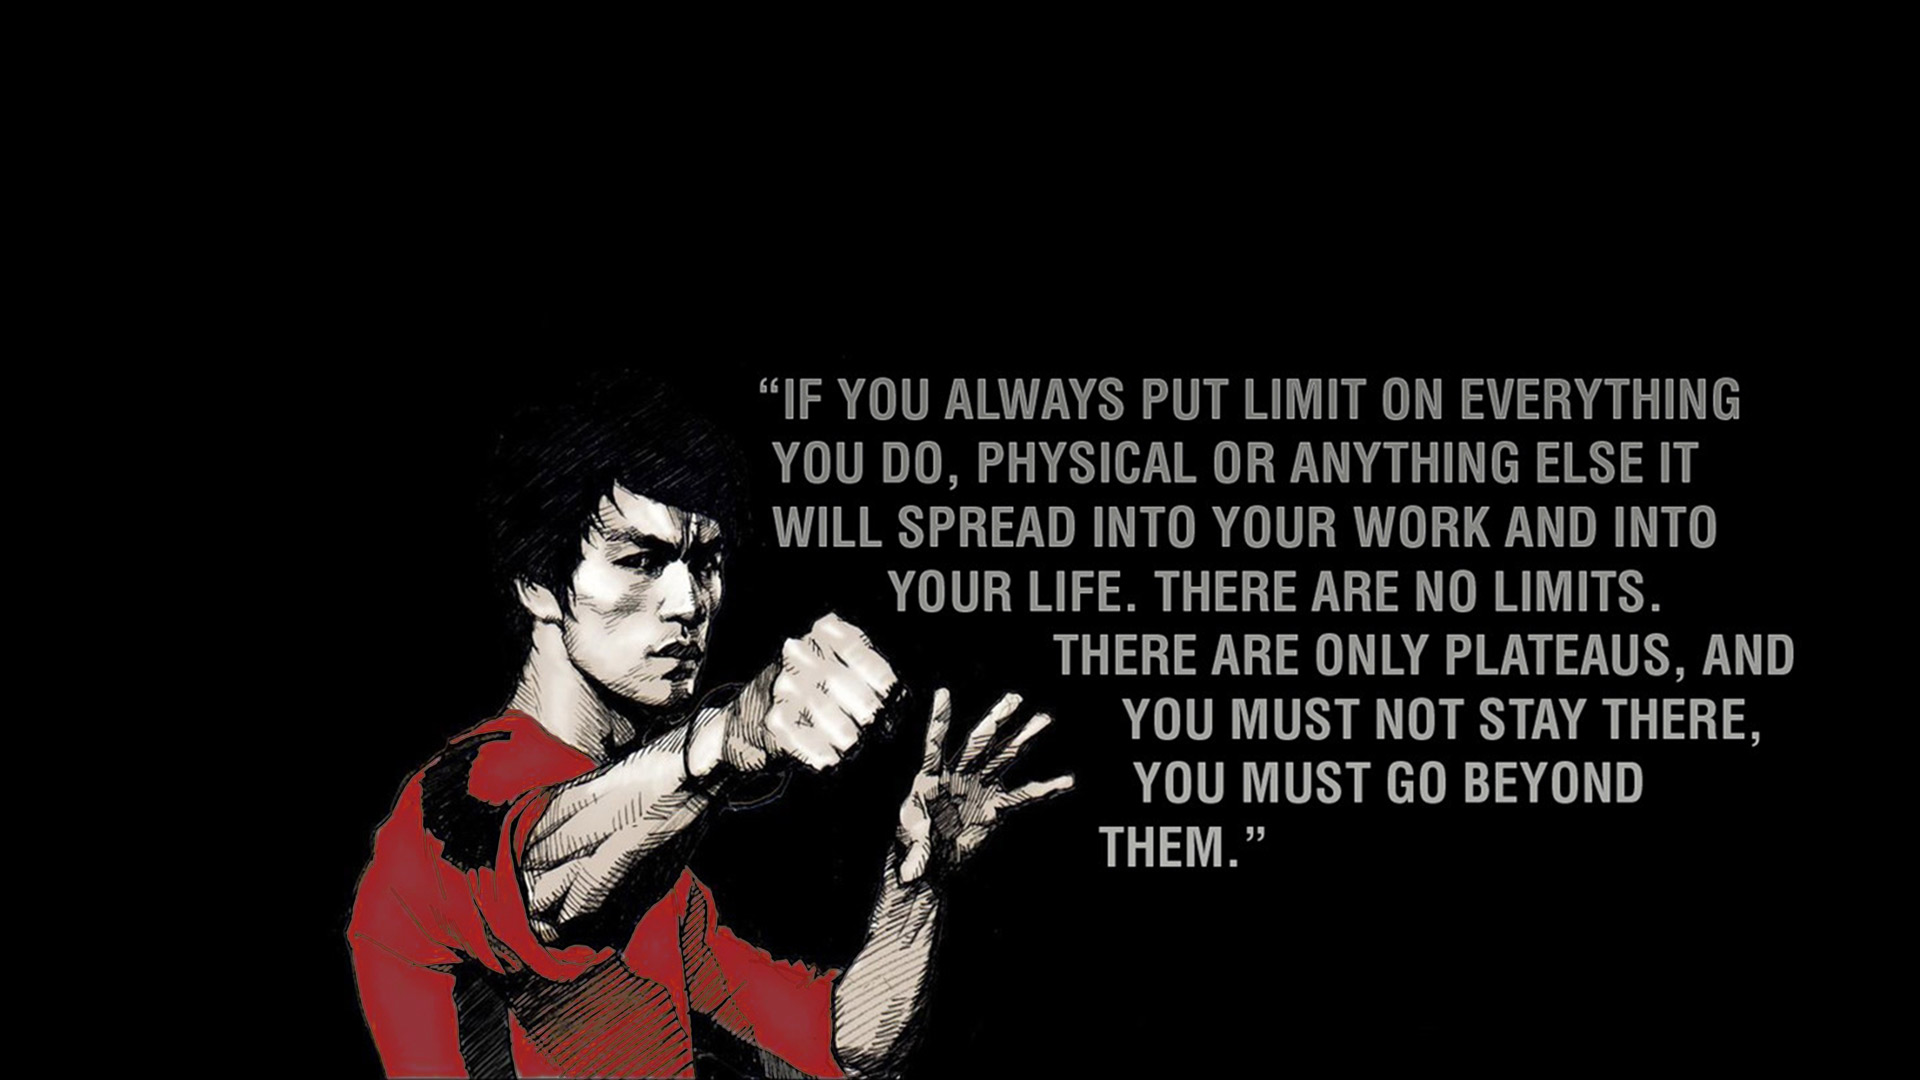 “IF YOU ALWAYS PUT LIMIT ON EVERYTHING
YOU DO, PHYSICAL OR ANYTHING ELSE IT
WILL SPREAD INTO YOUR WORK AND INTO
YOUR LIFE. THERE ARE NO LIMITS.
THERE ARE ONLY PLATEAUS, AND
YOU MUST NOT STAY THERE,
YOU MUST GO BEYOND
THEM.”